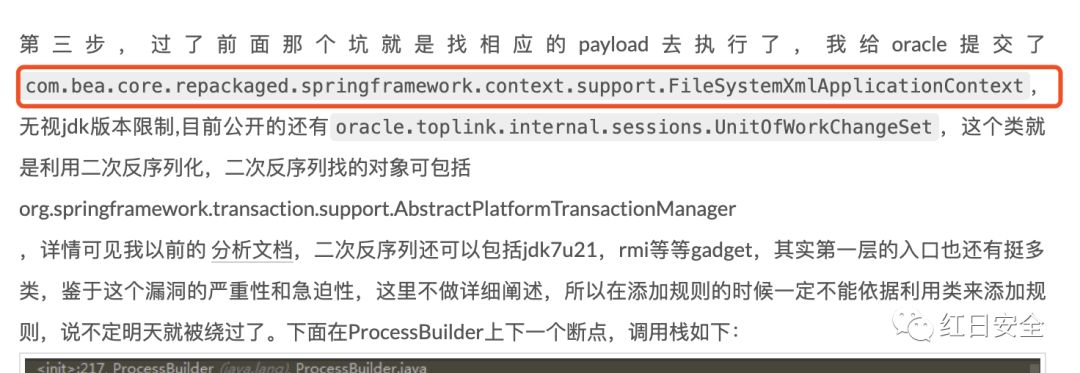 第三步，过了前面那个坑就是找相应的payload去执行了，我给oracle提交了
com.bea.core.repackaged.springframework.context.support.FileSystemXmlApplicationContext，
无视jdk版本限制,目前公开的还有oracle.toplink.internal.sessions.UnitOfWorkChangeSet，这个类就
是利用二次反序列化，二次反序列找的对象可包括
org.springframework.transaction.support.AbstractPlatformTransactionManager
，详情可见我以前的 分析文档，二次反序列还可以包括jdk7u21，rmi等等gadget，其实第一层的入口也还有挺多
类，鉴于这个漏洞的严重性和急迫性，这里不做详细阐述，所以在添加规则的时候一定不能依据利用类来添加规
则，说不定明天就被绕过了。下面在ProcessBuilder上下一个断点，调用栈如下：
红日安全
<init>:217, ProcessBuilder (java.lang), ProcessBuilder.java